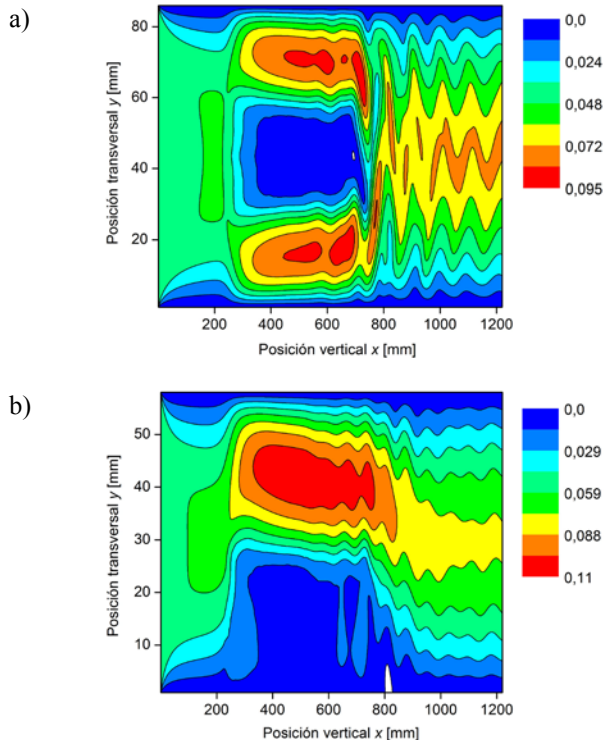 a)
Posición transversal y [mm]
80
60
40
20
200 400 600 800 1000 1200
Posición vertical x [mm]
0,0
0,024
0,048
0,072
0,095
b)
Posición transversal y [mm]
50
40
30
20
10
200 400 600 800 1000 1200
Posición vertical x [mm]
0,0
0,029
0,059
0,088
0,11